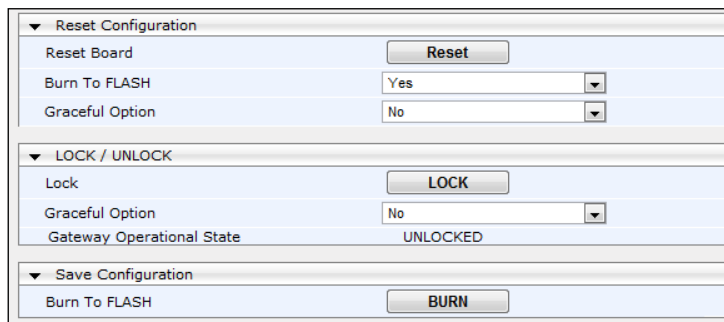 Reset Configuration
Reset Board Reset
Burn To FLASH Yes
Graceful Option No
LOCK / UNLOCK
Lock LOCK
Graceful Option No
Gateway Operational State UNLOCKED
Save Configuration
Burn To FLASH BURN